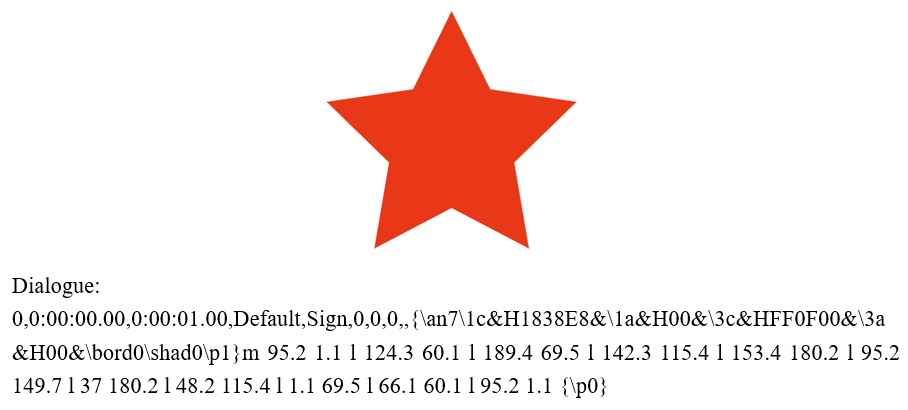 Dialogue:
0,0:00:00.00,0:00:01.00,Default,Sign,0,0,0,,{\an7\1c&H1838E8&\1a&H00&\3c&HFF0F00&\3a
&H00&\bord0\shad0\p1}m 95.2 1.1 l 124.3 60.1 l 189.4 69.5 l 142.3 115.4 l 153.4 180.2 l 95.2
149.7 l 37 180.2 l 48.2 115.4 l 1.1 69.5 l 66.1 60.1 l 95.2 1.1 {\p0}